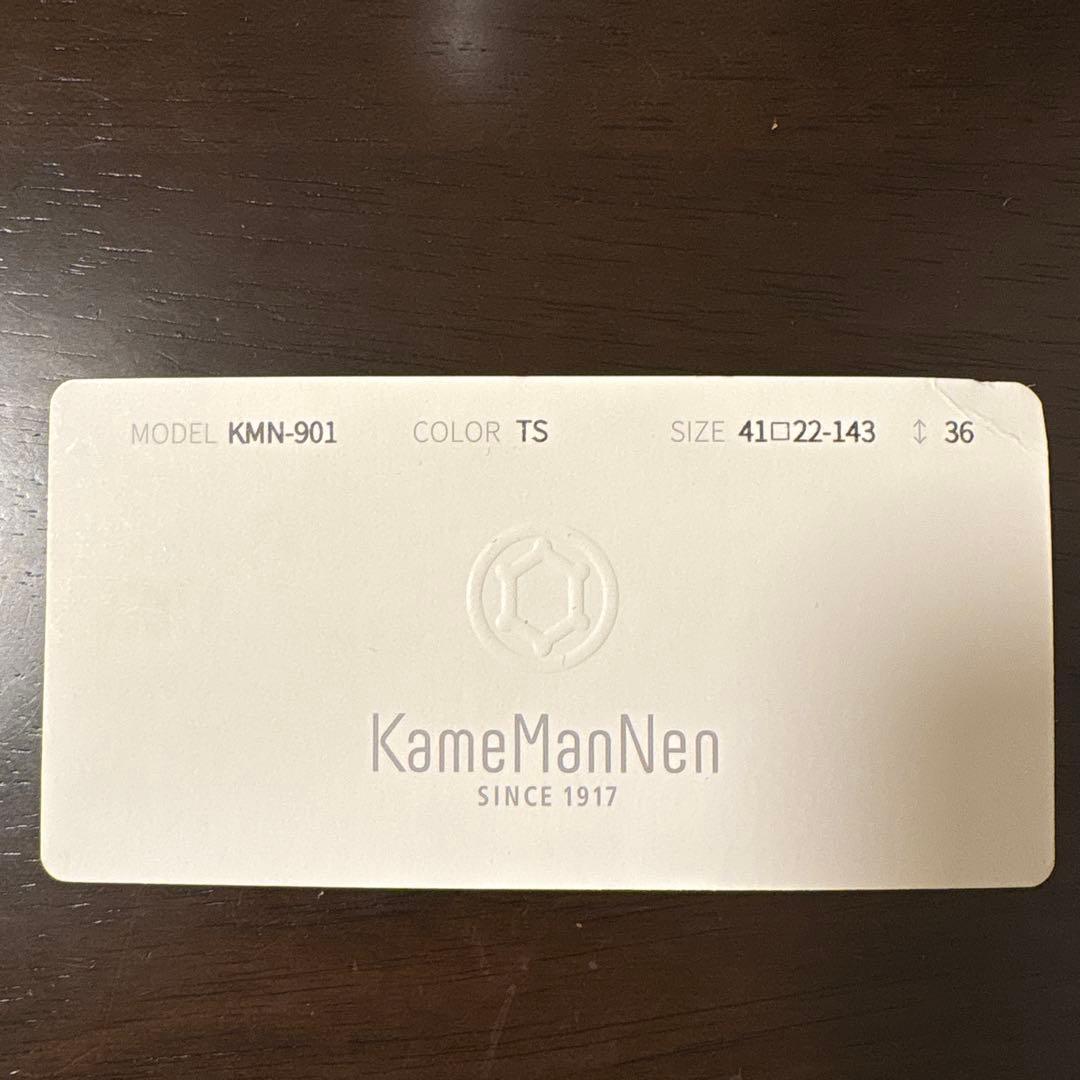 MODEL KMN-901 COLOR TS SIZE 41□22-143 ↕ 36
KameManNen
SINCE 1917